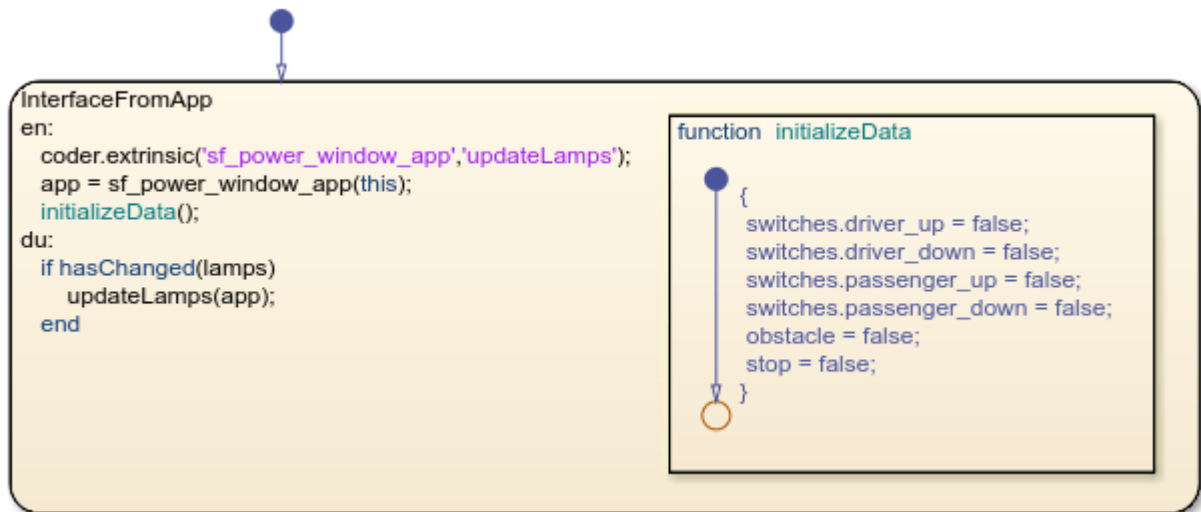 InterfaceFromApp
en:
coder.extrinsic('sf_power_window_app','updateLamps');
app = sf_power_window_app(this);
initializeData();
du:
if hasChanged(lamps)
updateLamps(app);
end
function initializeData
{
switches.driver_up = false;
switches.driver_down = false;
switches.passenger_up = false;
switches.passenger_down = false;
obstacle = false;
stop = false;
}